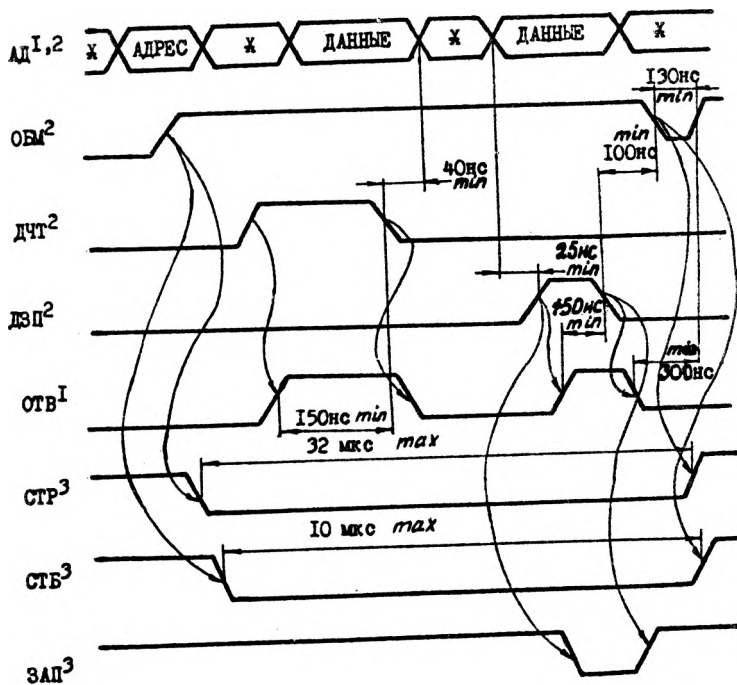 АД1,2
Ж
АДРЕС
Ж
ДАННЫЕ
Ж
ДАННЫЕ
Ж
130нс
min
ОБМ2
min
100нс
40нс
min
ДЧТ2
25нс
min
ДЗП2
450нс
min
min
300нс
ОТВ1
150нс min
32 мкс max
СТР3
10 мкс max
СТБ3
ЗАП3